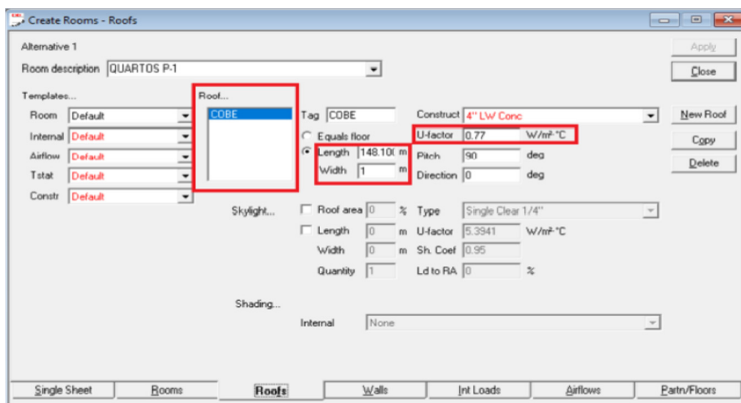 Create Rooms - Roofs
Alternative 1
Apply
Room description QUARTOS P-1
Close
Templates... Roof...
Room Default COBE Tag COBE Construct 4" LW Conc New Roof
Internal Default Equals floor U-factor 0.77 W/m²·°C Copy
Airflow Default Length 148.10( m Pitch 90 deg
Tstat Default Width 1 m Direction 0 deg Delete
Constr Default
Skylight... Roof area 0 % Type Single Clear 1/4"
Length 0 m U-factor 5.3941 W/m²·°C
Width 0 m Sh. Coef 0.95
Quantity 1 Ld to RA 0 %
Shading...
Internal None
Single Sheet Rooms Roofs Walls Int Loads Airflows Partn/Floors